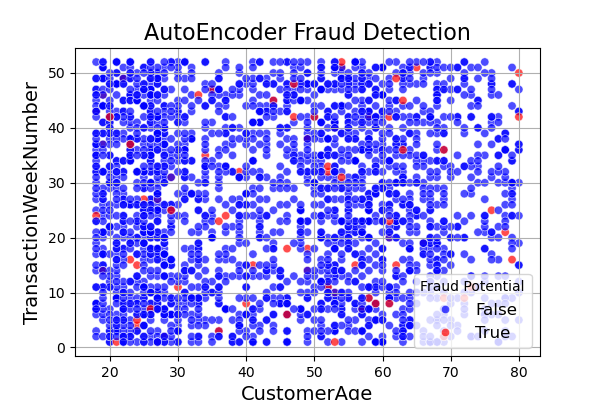 AutoEncoder Fraud Detection
TransactionWeekNumber
50
40
30
20
10
0
Fraud Potential
False
True
20 30 40 50 60 70 80
CustomerAge